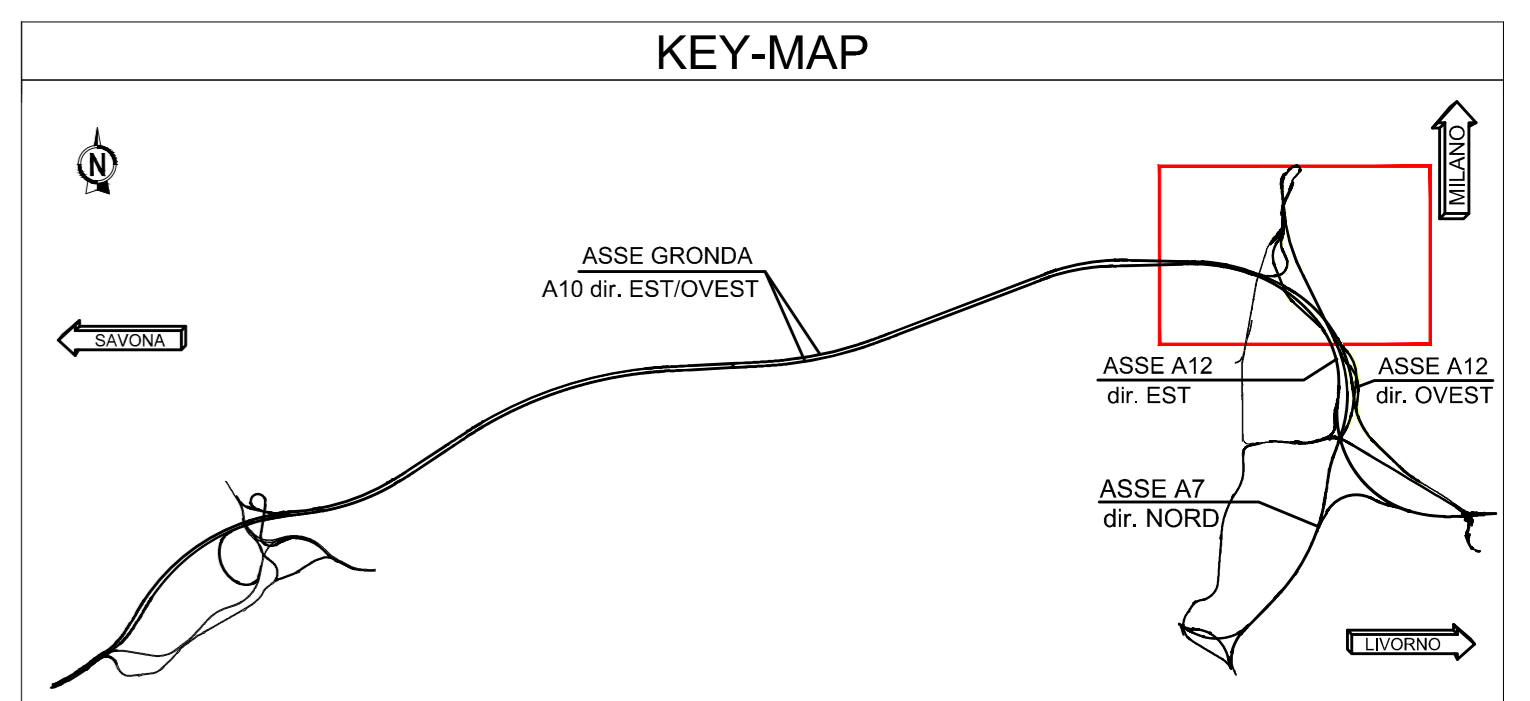 KEY-MAP
N
MILANO
ASSE GRONDA
A10 dir. EST/OVEST
SAVONA
ASSE A12
dir. EST
ASSE A12
dir. OVEST
ASSE A7
dir. NORD
LIVORNO